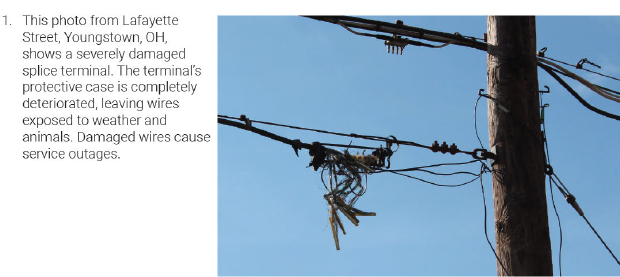 1. This photo from Lafayette
Street, Youngstown, OH,
shows a severely damaged
splice terminal. The terminal's
protective case is completely
deteriorated, leaving wires
exposed to weather and
animals. Damaged wires cause
service outages.